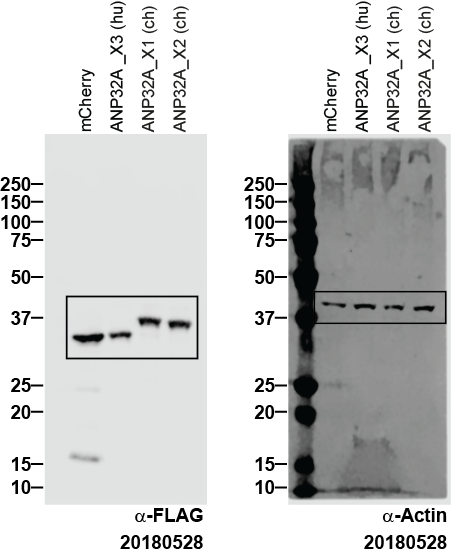 mCherry
ANP32A_X3 (hu)
ANP32A_X1 (ch)
ANP32A_X2 (ch)
250
150
100
75
50
37
25
20
15
10
α-FLAG
20180528
mCherry
ANP32A_X3 (hu)
ANP32A_X1 (ch)
ANP32A_X2 (ch)
250
150
100
75
50
37
25
20
15
10
α-Actin
20180528